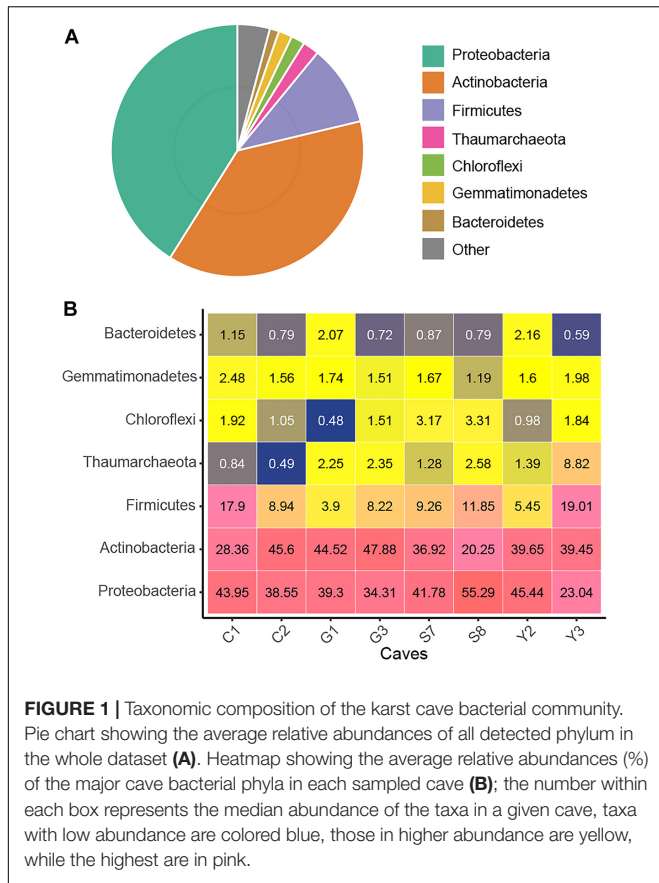 A
Proteobacteria
Actinobacteria
Firmicutes
Thaumarchaeota
Chloroflexi
Gemmatimonadetes
Bacteroidetes
Other
B
Bacteroidetes 1.15 0.79 2.07 0.72 0.87 0.79 2.16 0.59
Gemmatimonadetes 2.48 1.56 1.74 1.51 1.67 1.19 1.6 1.98
Chloroflexi 1.92 1.05 0.48 1.51 3.17 3.31 0.98 1.84
Thaumarchaeota 0.84 0.49 2.25 2.35 1.28 2.58 1.39 8.82
Firmicutes 17.9 8.94 3.9 8.22 9.26 11.85 5.45 19.01
Actinobacteria 28.36 45.6 44.52 47.88 36.92 20.25 39.65 39.45
Proteobacteria 43.95 38.55 39.3 34.31 41.78 55.29 45.44 23.04
C1 C2 G1 G3 S7 S8 Y2 Y3
Caves
FIGURE 1 | Taxonomic composition of the karst cave bacterial community.
Pie chart showing the average relative abundances of all detected phylum in
the whole dataset (A). Heatmap showing the average relative abundances (%)
of the major cave bacterial phyla in each sampled cave (B); the number within
each box represents the median abundance of the taxa in a given cave, taxa
with low abundance are colored blue, those in higher abundance are yellow,
while the highest are in pink.